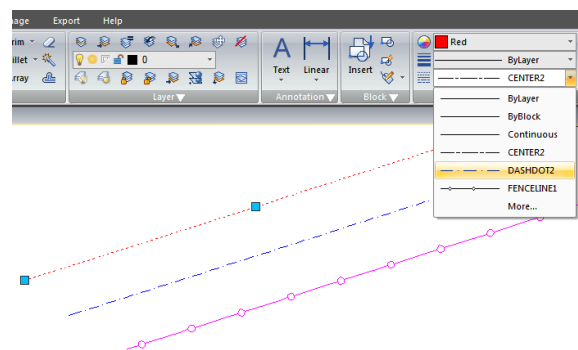 mage Export Help
rim
illet
rray
0
Layer
Text Linear
Annotation
Insert
Block
Red
ByLayer
CENTER2
ByLayer
ByBlock
Continuous
CENTER2
DASHDOT2
FENCELINE1
More...